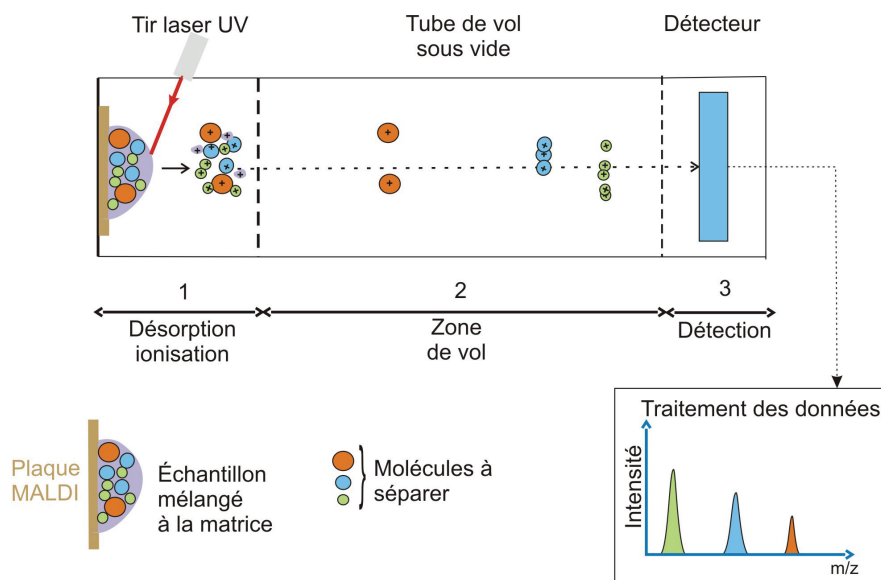 Tir laser UV
Tube de vol
sous vide
Détecteur
1
2
3
Désorption
ionisation
Zone
de vol
Détection
Plaque
MALDI
Échantillon
mélangé
à la matrice
Molécules à
séparer
Traitement des données
Intensité
m/z